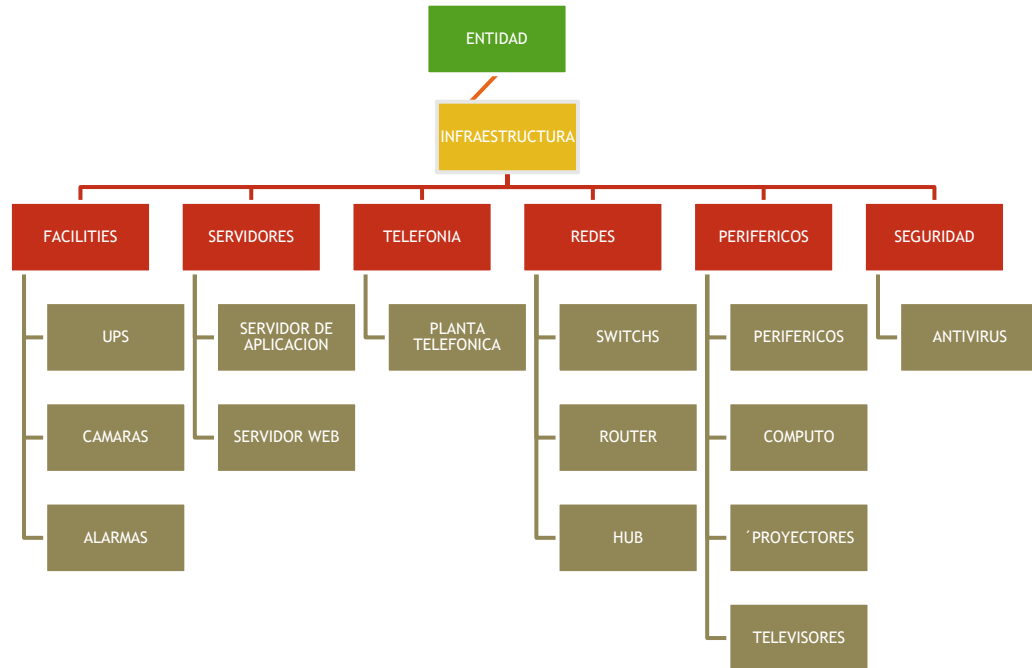 ENTIDAD
INFRAESTRUCTURA
FACILITIES
SERVIDORES
TELEFONIA
REDES
PERIFERICOS
SEGURIDAD
UPS
SERVIDOR DE
APLICACION
PLANTA
TELEFONICA
SWITCHS
PERIFERICOS
ANTIVIRUS
CAMARAS
SERVIDOR WEB
ROUTER
COMPUTO
ALARMAS
HUB
´PROYECTORES
TELEVISORES